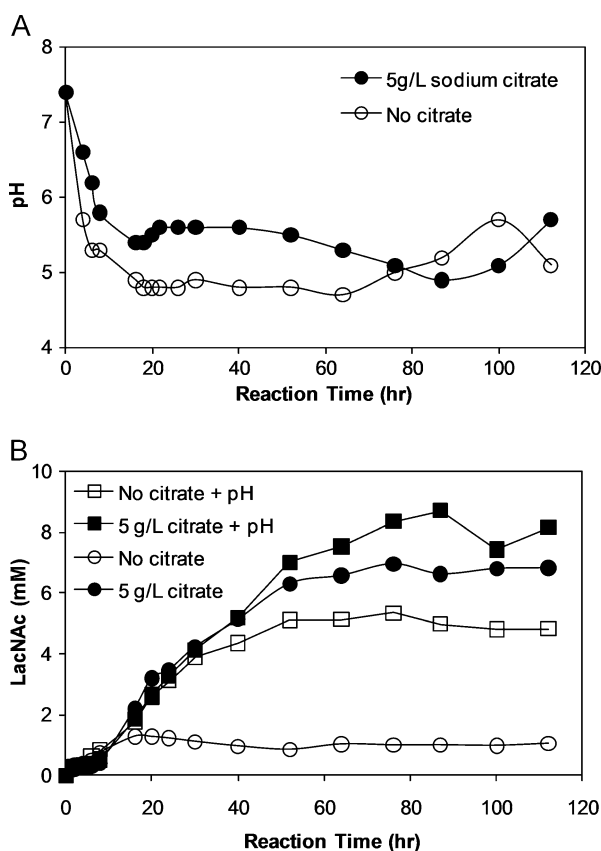 A
8
7
6
5
4
pH
5g/L sodium citrate
No citrate
0 20 40 60 80 100 120
Reaction Time (hr)
B
10
8
6
4
2
0
LacNAc (mM)
No citrate + pH
5 g/L citrate + pH
No citrate
5 g/L citrate
0 20 40 60 80 100 120
Reaction Time (hr)